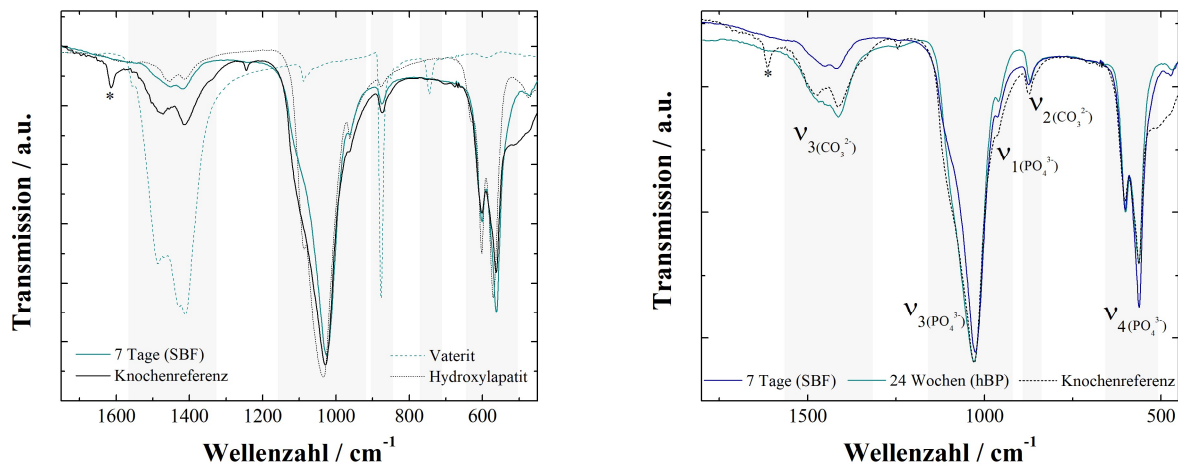 Transmission / a.u.
*
7 Tage (SBF)
Knochenreferenz
Vaterit
Hydroxylapatit
1600 1400 1200 1000 800 600
Wellenzahl / cm⁻¹
Transmission / a.u.
*
ν₃(CO₃²⁻)
ν₂(CO₃²⁻)
ν₁(PO₄³⁻)
ν₃(PO₄³⁻)
ν₄(PO₄³⁻)
7 Tage (SBF) 24 Wochen (hBP) Knochenreferenz
1500 1000 500
Wellenzahl / cm⁻¹